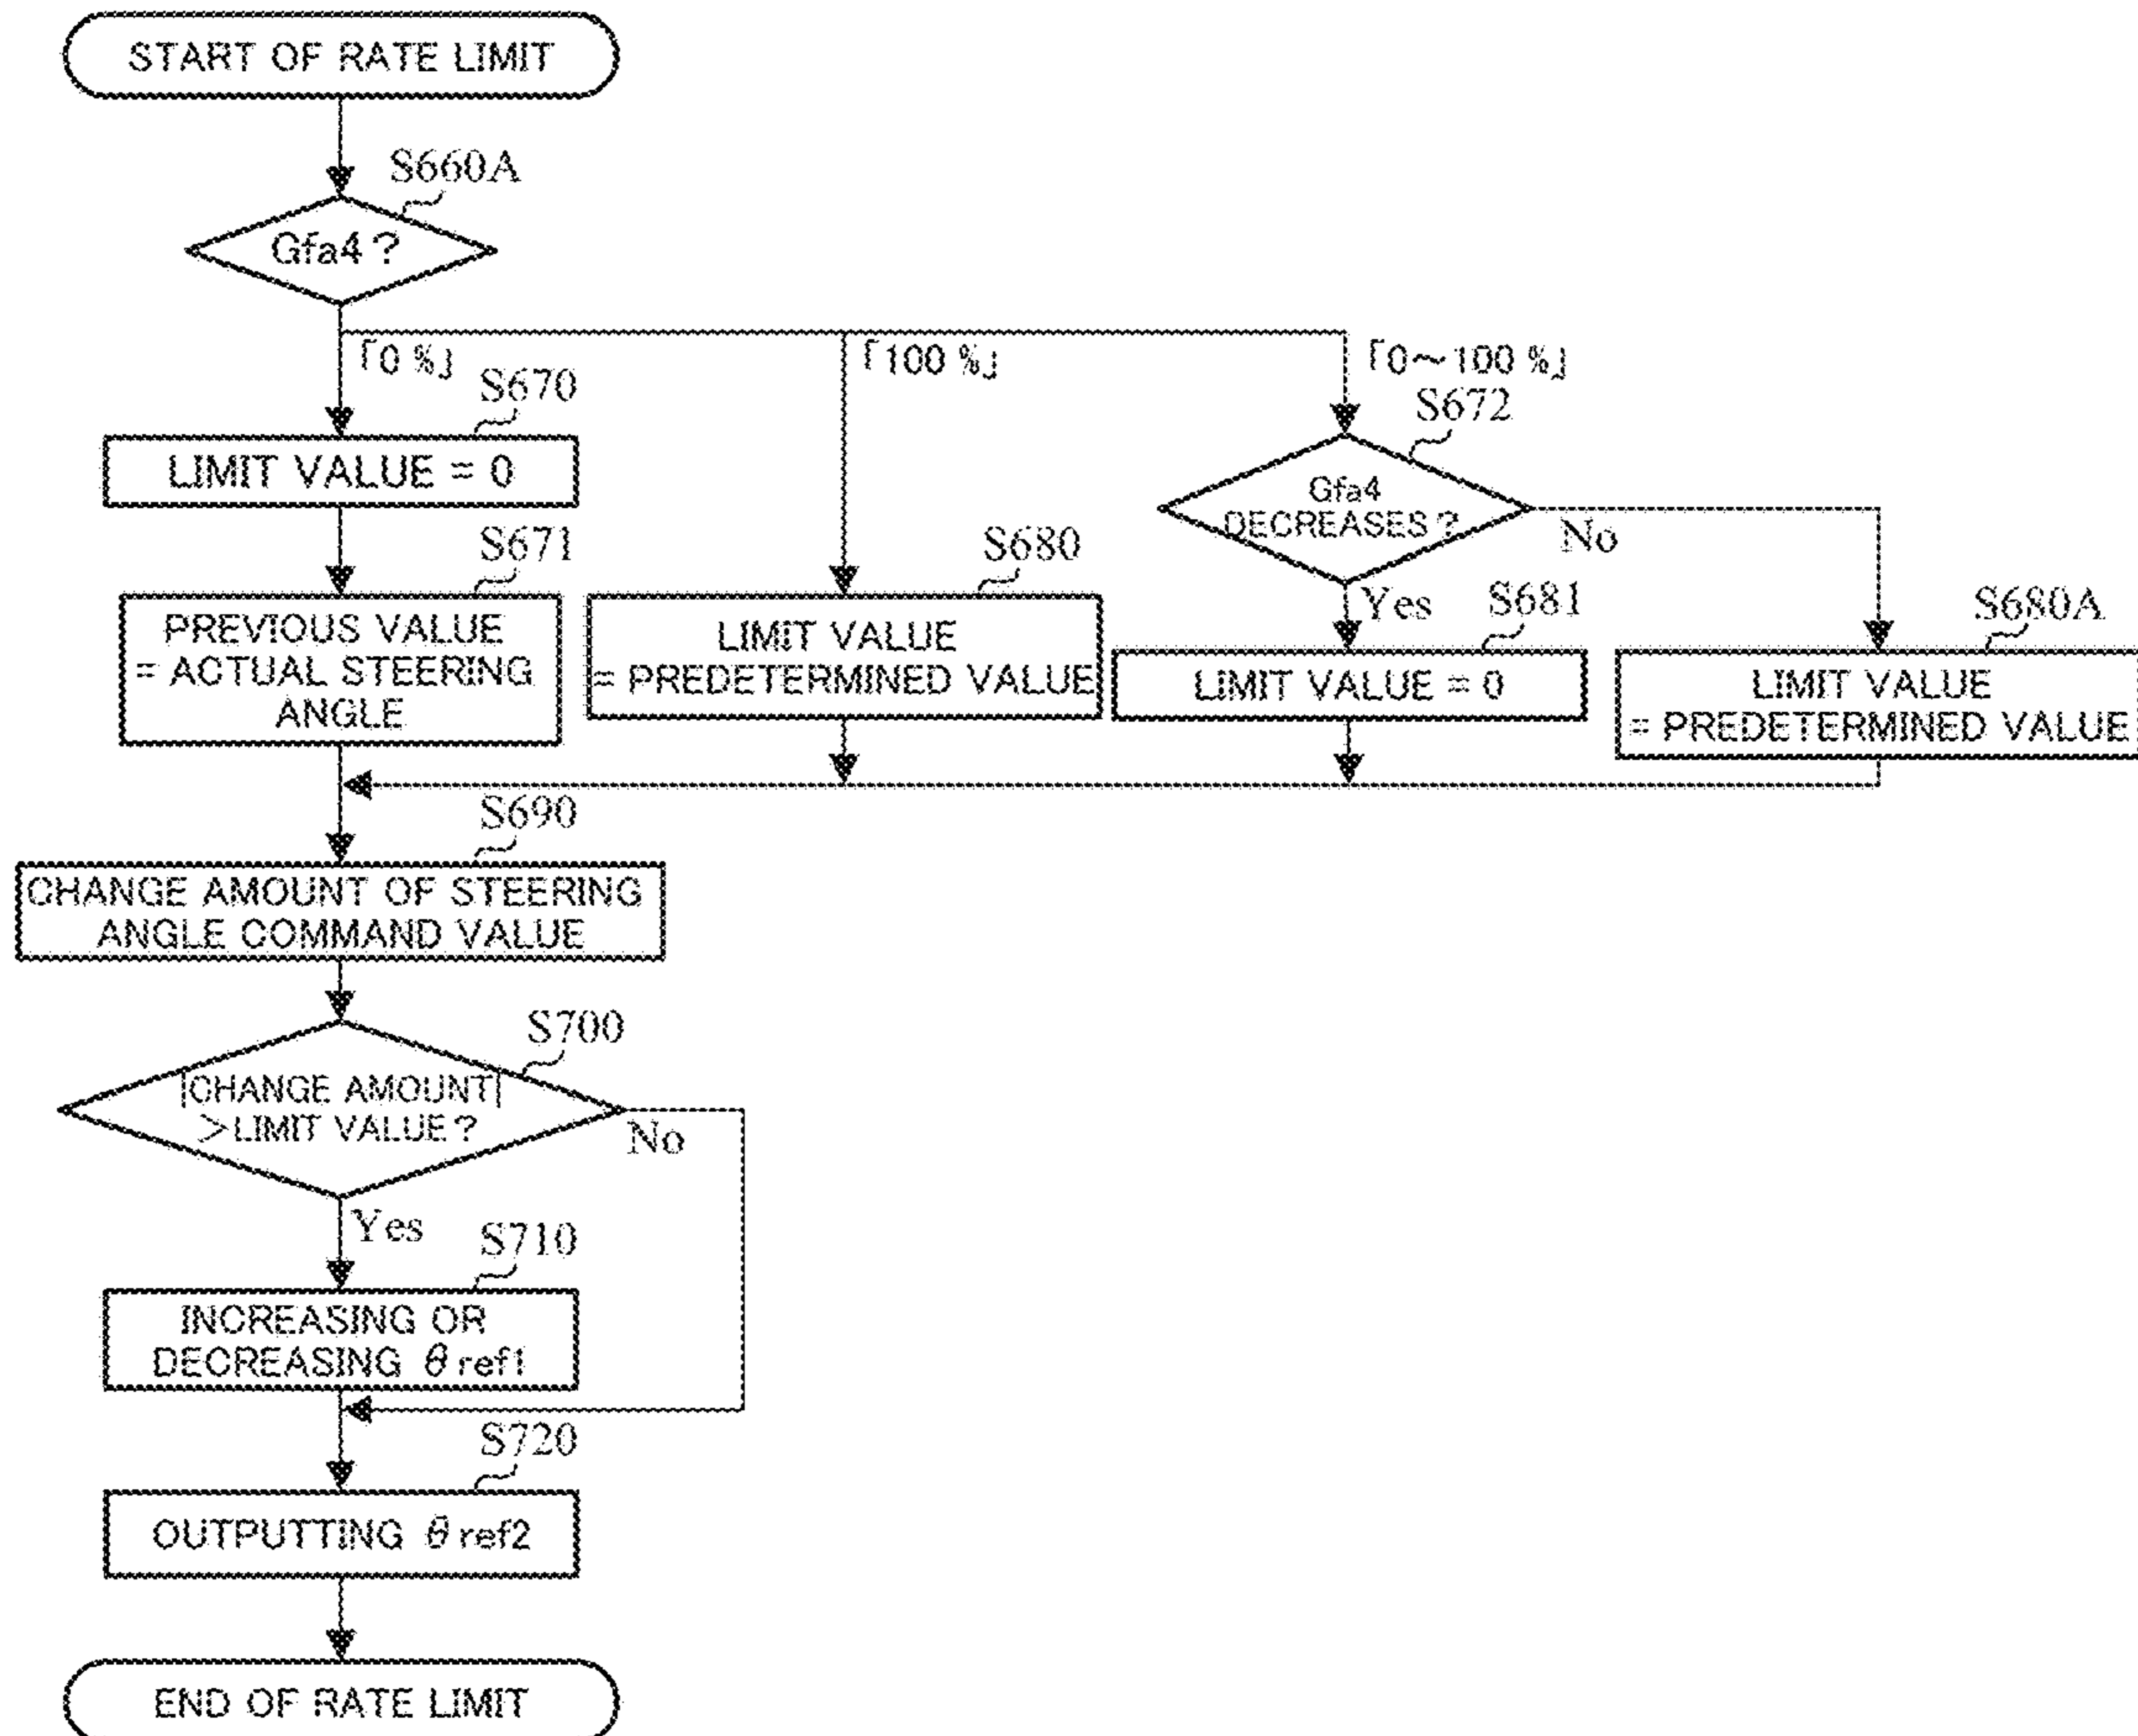 START OF RATE LIMIT
S660A
Gfa4?
「0 %」
「100 %」
「0～100 %」
S670
LIMIT VALUE = 0
S672
Gfa4
DECREASES?
No
Yes
S671
PREVIOUS VALUE
= ACTUAL STEERING
ANGLE
S680
LIMIT VALUE
= PREDETERMINED VALUE
S681
LIMIT VALUE = 0
S680A
LIMIT VALUE
= PREDETERMINED VALUE
S690
CHANGE AMOUNT OF STEERING
ANGLE COMMAND VALUE
S700
|CHANGE AMOUNT|
>LIMIT VALUE?
No
Yes
S710
INCREASING OR
DECREASING θref1
S720
OUTPUTTING θref2
END OF RATE LIMIT